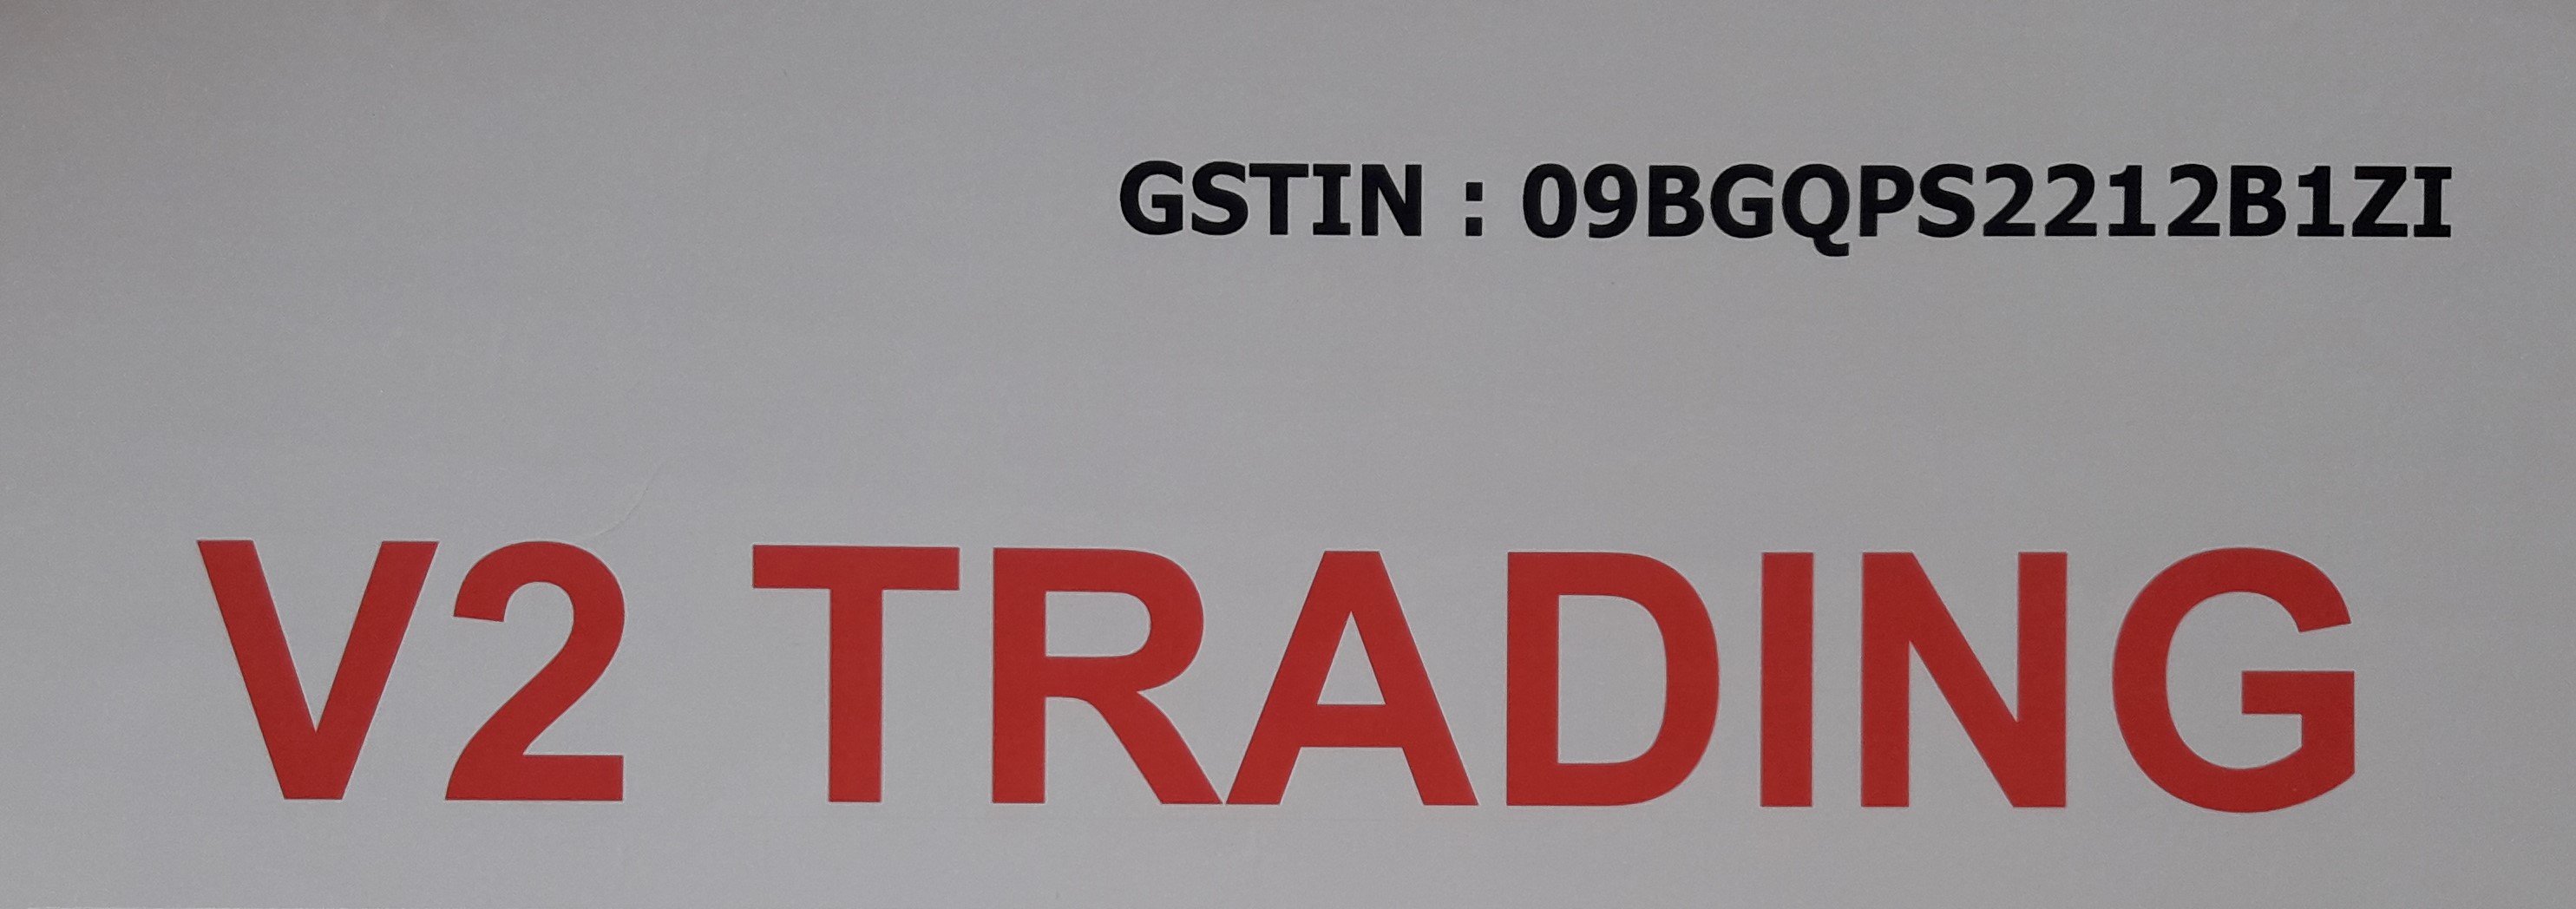 GSTIN : 09BGQPS2212B1ZI
V2 TRADING